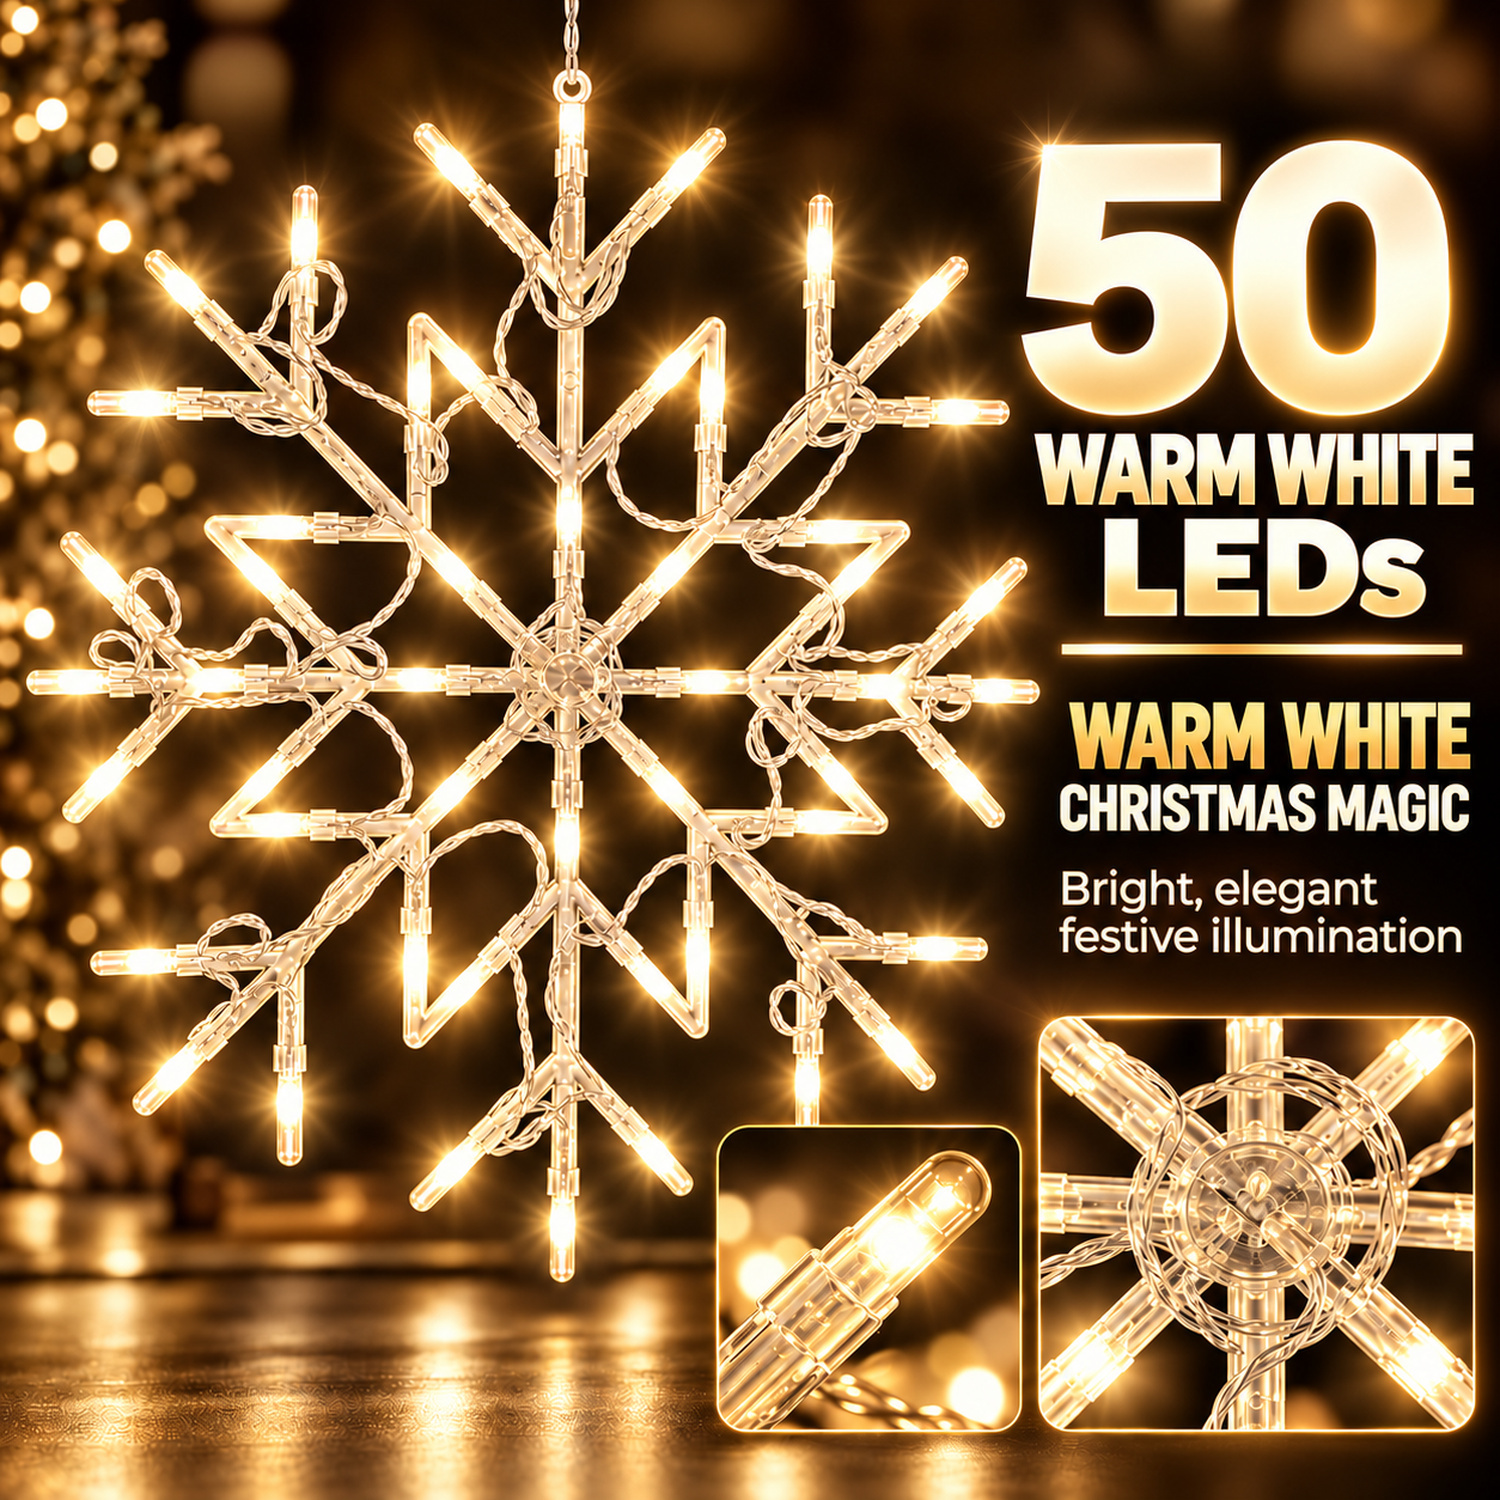 50
WARM WHITE
LEDs
WARM WHITE
CHRISTMAS MAGIC
Bright, elegant
festive illumination